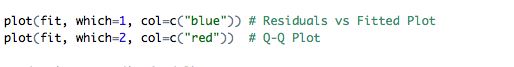 plot(fit, which=1, col=c("blue")) # Residuals vs Fitted Plot
plot(fit, which=2, col=c("red"))  # Q-Q Plot